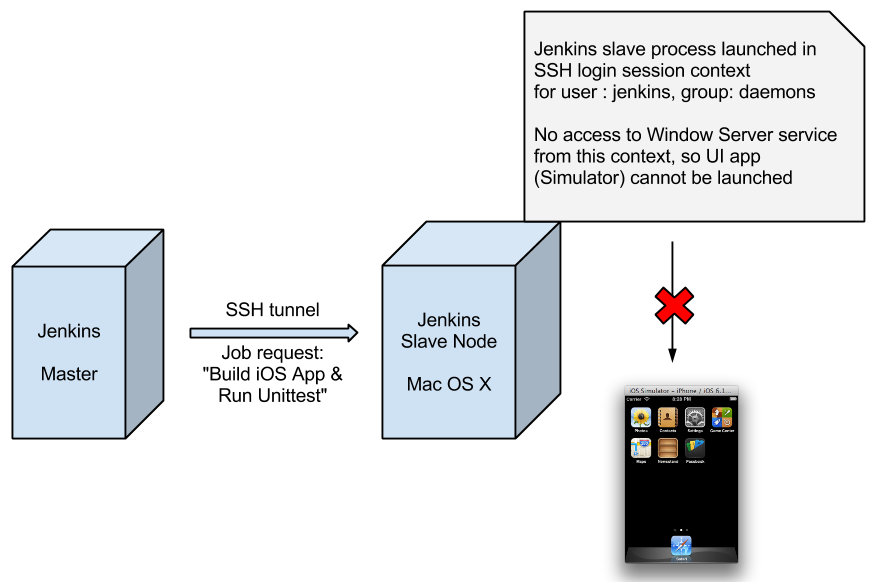 Jenkins slave process launched in
SSH login session context
for user : jenkins, group: daemons
No access to Window Server service
from this context, so UI app
(Simulator) cannot be launched
Jenkins
Master
SSH tunnel
Job request:
"Build iOS App &
Run Unittest"
Jenkins
Slave Node
Mac OS X
iOS Simulator – iPhone / iOS 6.1...
Carrier
8:28 PM
Photos
Contacts
Settings
Game Center
Maps
Newsstand
Passbook
Safari